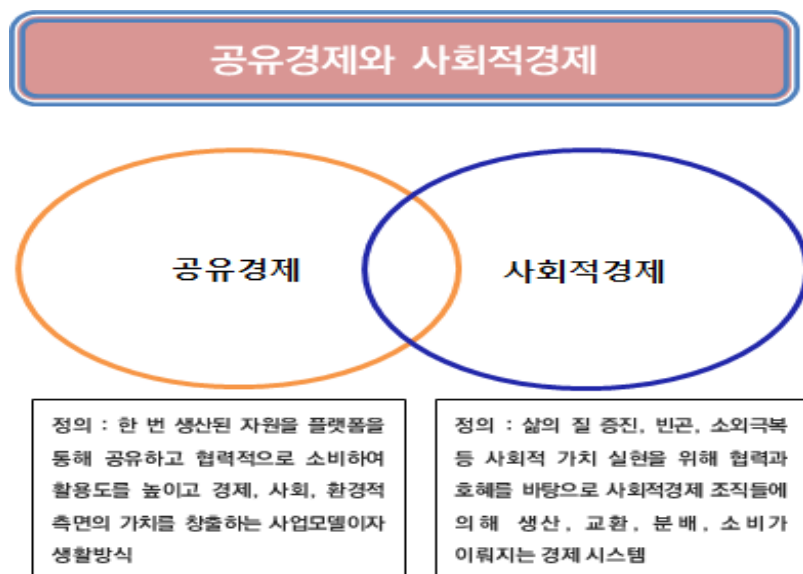 공유경제와 사회적경제
공유경제
사회적경제
정의 : 한 번 생산된 자원을 플랫폼을
통해 공유하고 협력적으로 소비하여
활용도를 높이고 경제, 사회, 환경적
측면의 가치를 창출하는 사업모델이자
생활방식
정의 : 삶의 질 증진, 빈곤, 소외극복
등 사회적 가치 실현을 위해 협력과
호혜를 바탕으로 사회적경제 조직들에
의해 생산, 교환, 분배, 소비가
이뤄지는 경제 시스템